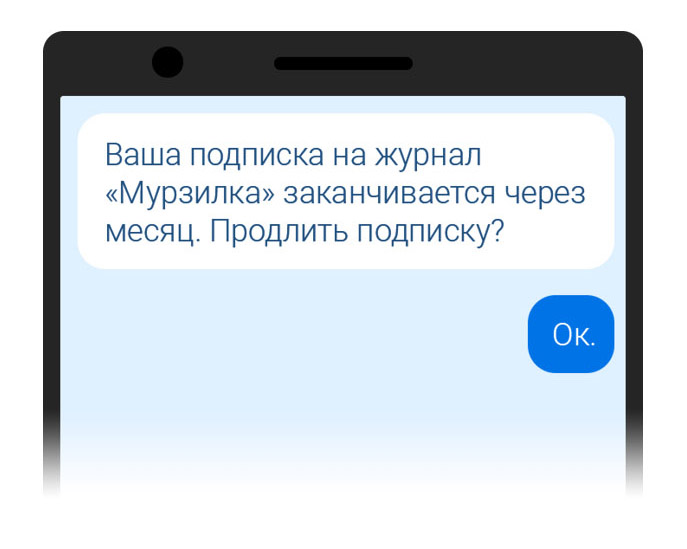 Ваша подписка на журнал
«Мурзилка» заканчивается через
месяц. Продлить подписку?
Ок.